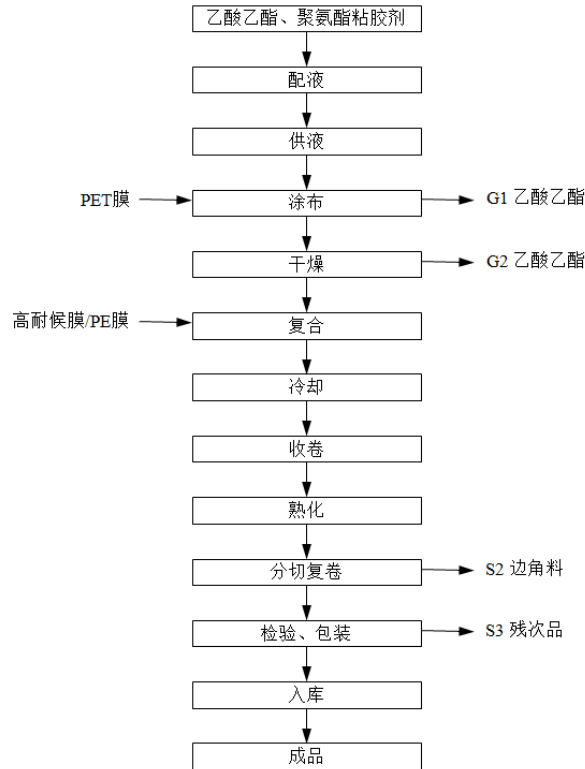 乙酸乙酯、聚氨酯粘胶剂
配液
供液
PET膜
涂布
G1 乙酸乙酯
干燥
G2 乙酸乙酯
高耐候膜/PE膜
复合
冷却
收卷
熟化
分切复卷
S2 边角料
检验、包装
S3 残次品
入库
成品